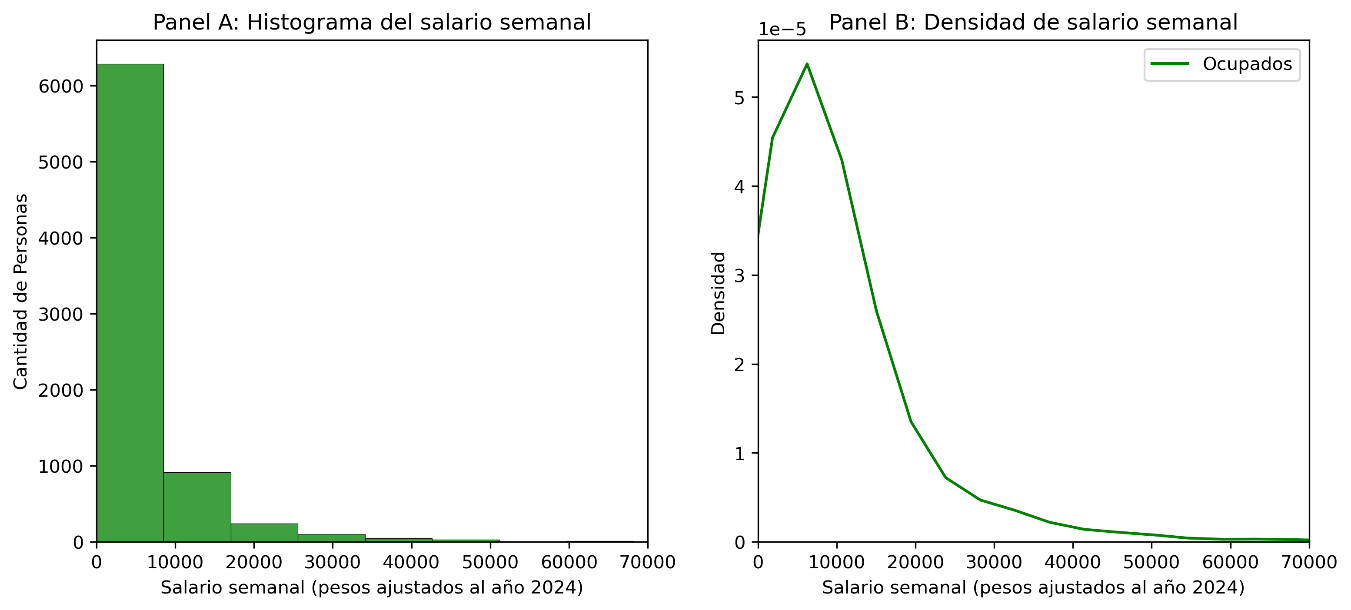 Panel A: Histograma del salario semanal
6000
5000
4000
3000
2000
1000
0
Cantidad de Personas
0 10000 20000 30000 40000 50000 60000 70000
Salario semanal (pesos ajustados al año 2024)
1e−5 Panel B: Densidad de salario semanal
Ocupados
5
4
3
2
1
0
Densidad
0 10000 20000 30000 40000 50000 60000 70000
Salario semanal (pesos ajustados al año 2024)